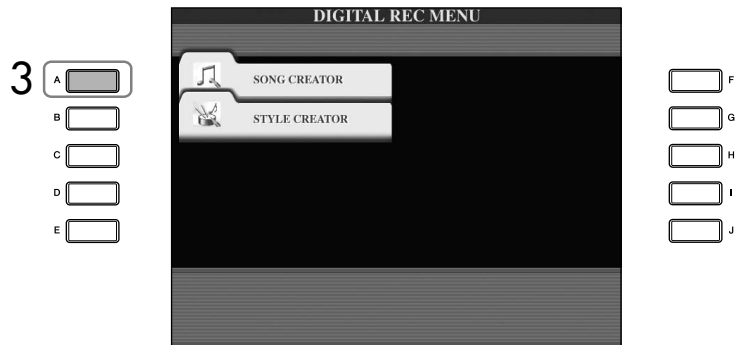 DIGITAL REC MENU
3
A
SONG CREATOR
F
B
STYLE CREATOR
G
C
H
D
I
E
J